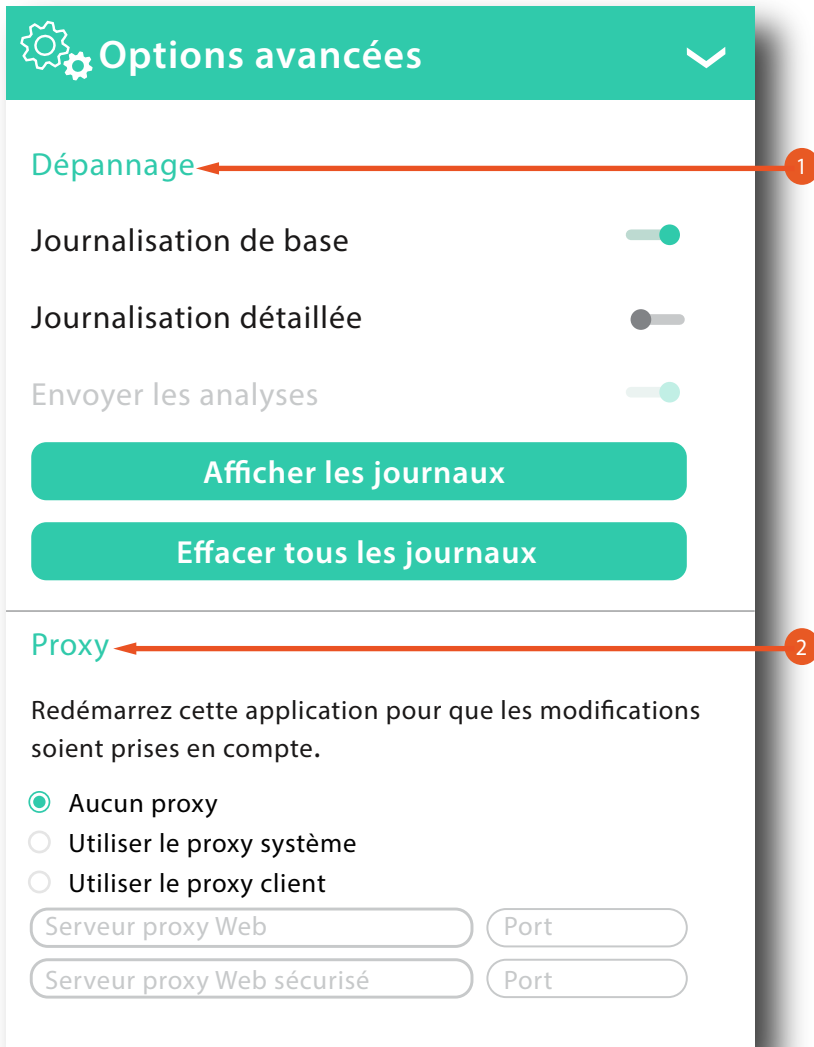 Options avancées
Dépannage
1
Journalisation de base
Journalisation détaillée
Envoyer les analyses
Afficher les journaux
Effacer tous les journaux
Proxy
2
Redémarrez cette application pour que les modifications
soient prises en compte.
Aucun proxy
Utiliser le proxy système
Utiliser le proxy client
Serveur proxy Web Port
Serveur proxy Web sécurisé Port